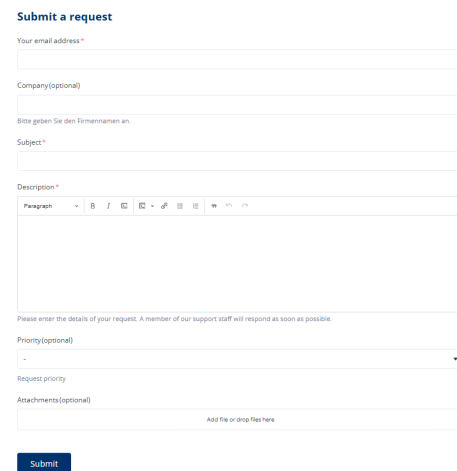 Submit a request
Your email address*
Company(optional)
Bitte geben Sie den Firmennamen an.
Subject*
Description*
Paragraph B I
Please enter the details of your request. A member of our support staff will respond as soon as possible.
Priority(optional)
-
Request priority
Attachments(optional)
Add file or drop files here
Submit